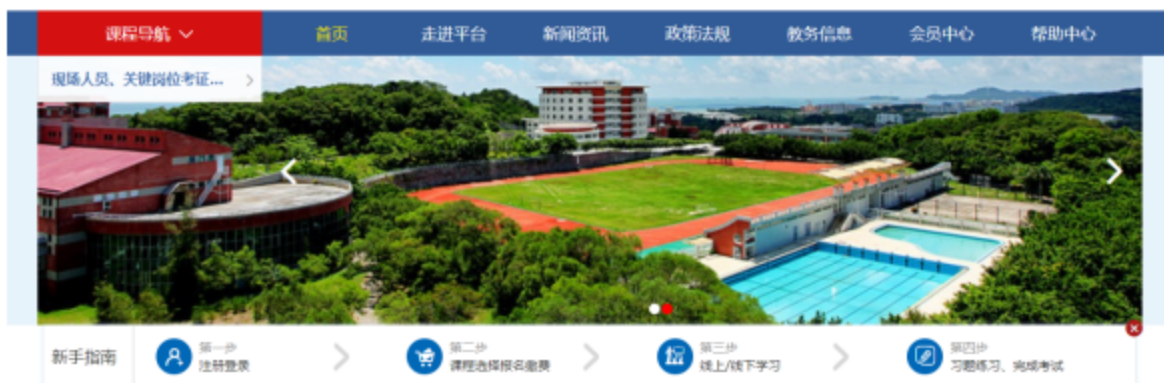 课程导航 首页 走进平台 新闻资讯 政策法规 教务信息 会员中心 帮助中心
现场人员、关键岗位考证...
新手指南
第一步
注册登录
第二步
课程选择报名缴费
第三步
线上/线下学习
第四步
习题练习、完成考试